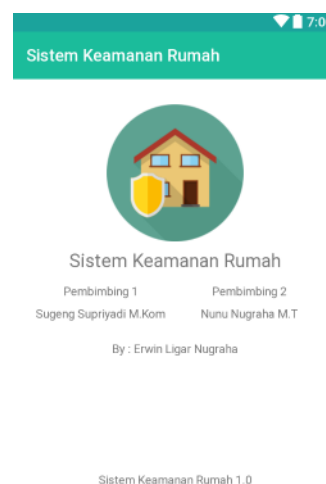 7:0
Sistem Keamanan Rumah
Sistem Keamanan Rumah
Pembimbing 1 Pembimbing 2
Sugeng Supriyadi M.Kom Nunu Nugraha M.T
By : Erwin Ligar Nugraha
Sistem Keamanan Rumah 1.0